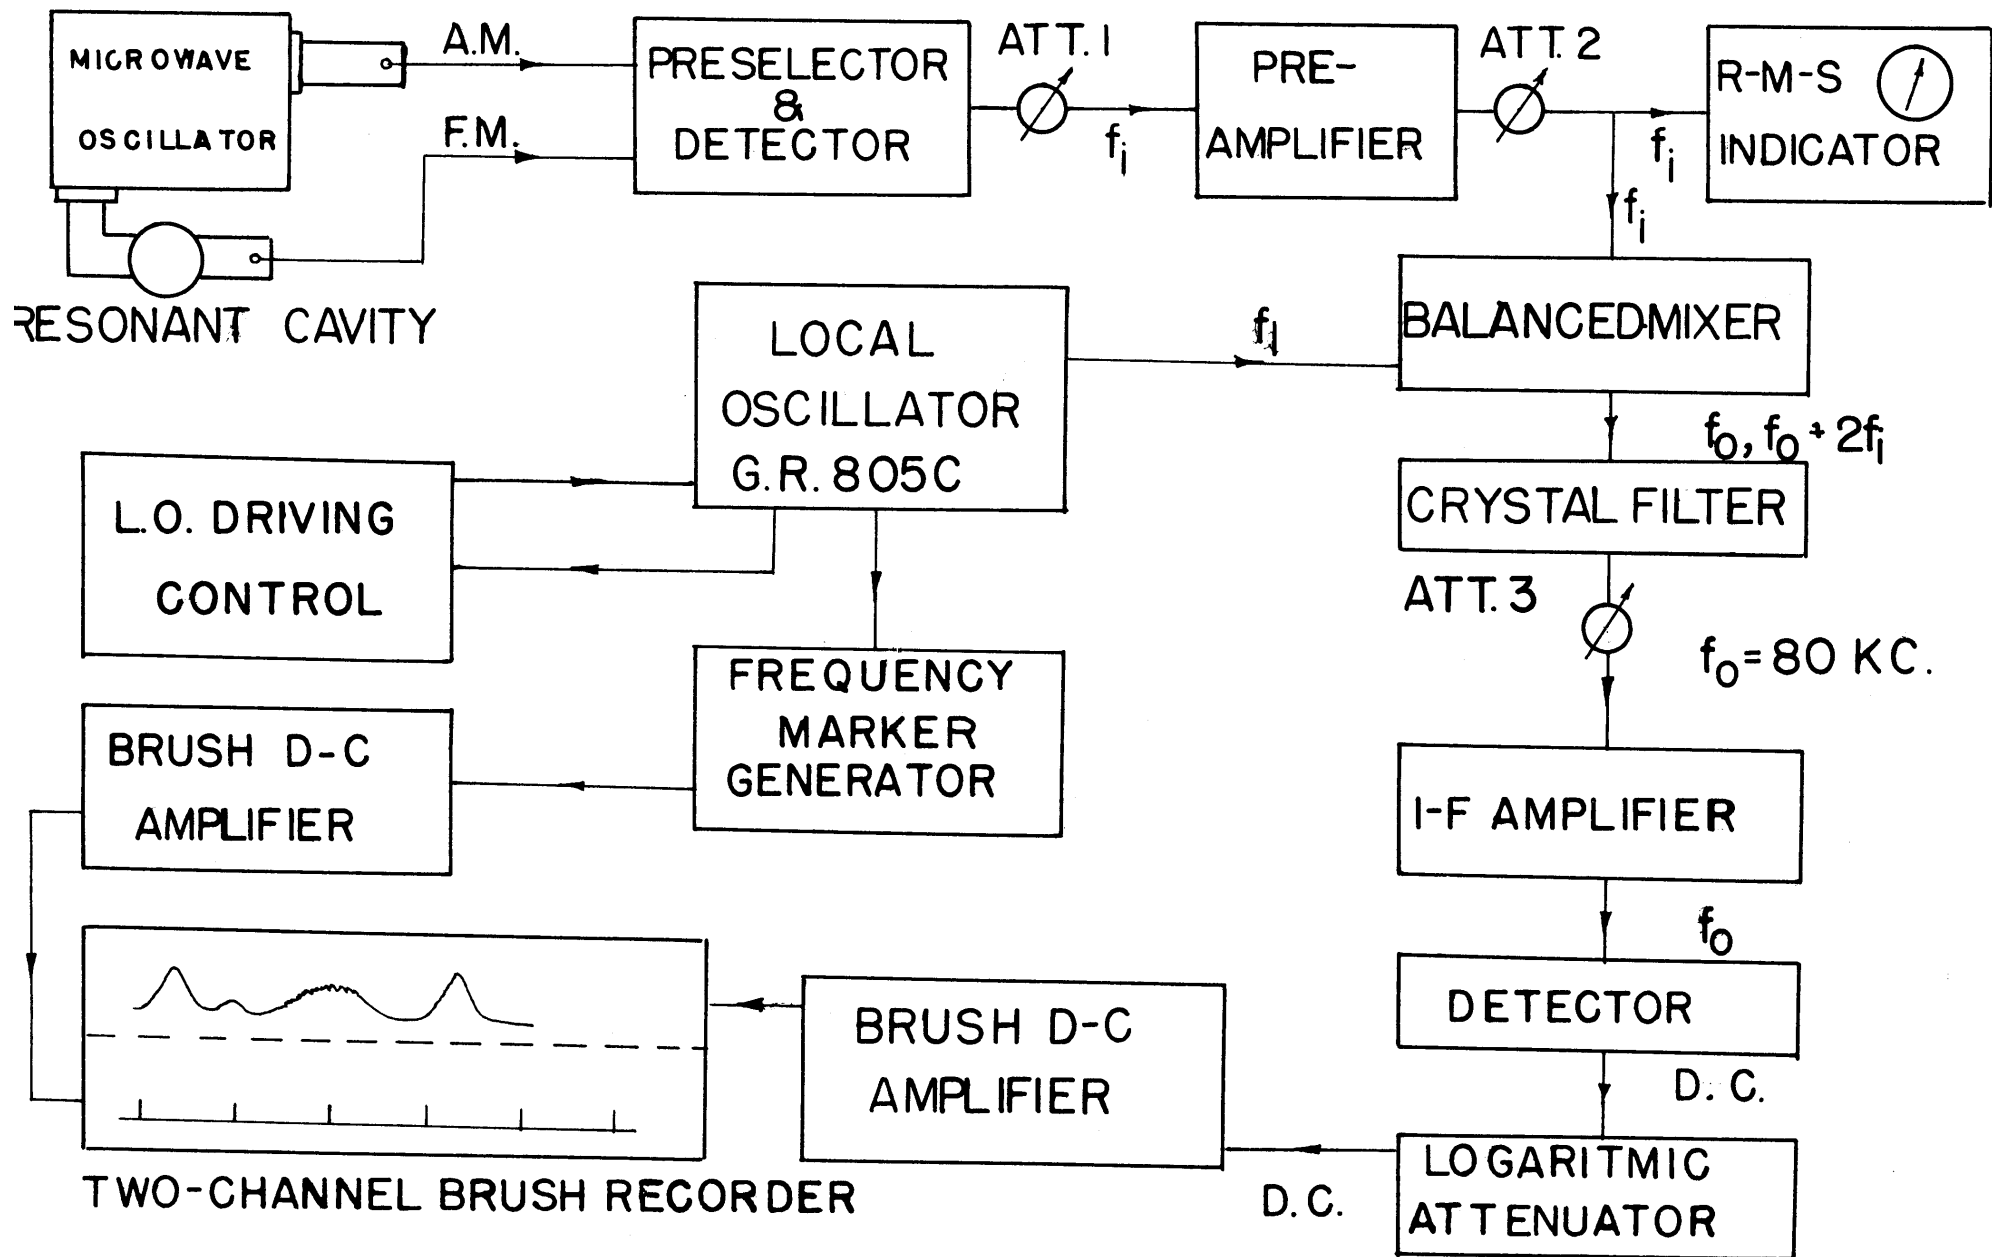 MICROWAVE
OSCILLATOR
A.M.
F.M.
PRESELECTOR
&
DETECTOR
ATT. 1
fi
PRE-
AMPLIFIER
ATT. 2
fi
fi
R-M-S
INDICATOR
RESONANT CAVITY
LOCAL
OSCILLATOR
G.R. 805C
fl
BALANCED-MIXER
fo, fo + 2fi
CRYSTAL FILTER
L.O. DRIVING
CONTROL
ATT. 3
fo = 80 KC.
FREQUENCY
MARKER
GENERATOR
BRUSH D-C
AMPLIFIER
I-F AMPLIFIER
fo
DETECTOR
D.C.
BRUSH D-C
AMPLIFIER
LOGARITMIC
ATTENUATOR
D.C.
TWO-CHANNEL BRUSH RECORDER